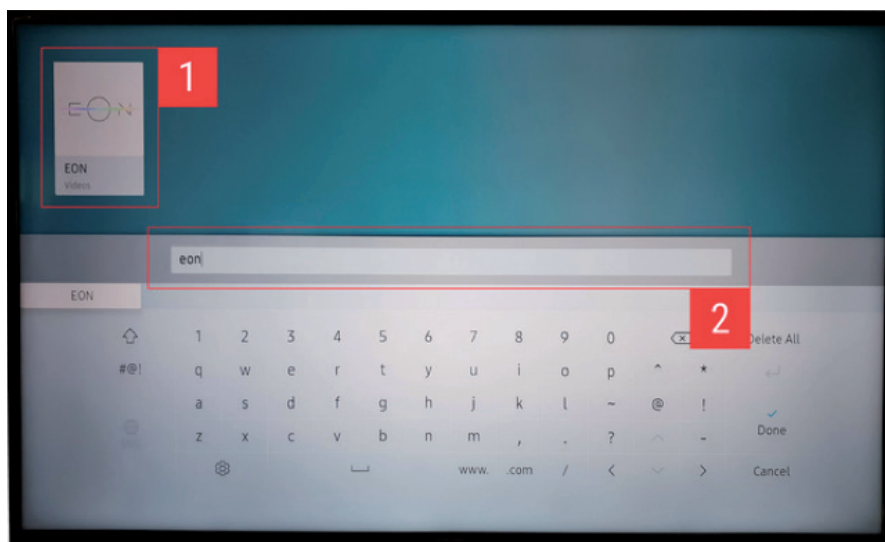 1
EON
EON
Videos
eon
EON
2
1 2 3 4 5 6 7 8 9 0 Delete All
#@! q w e r t y u i o p ^ *
a s d f g h j k l ~ @ !
z x c v b n m , . ? - Done
www. .com / < > Cancel